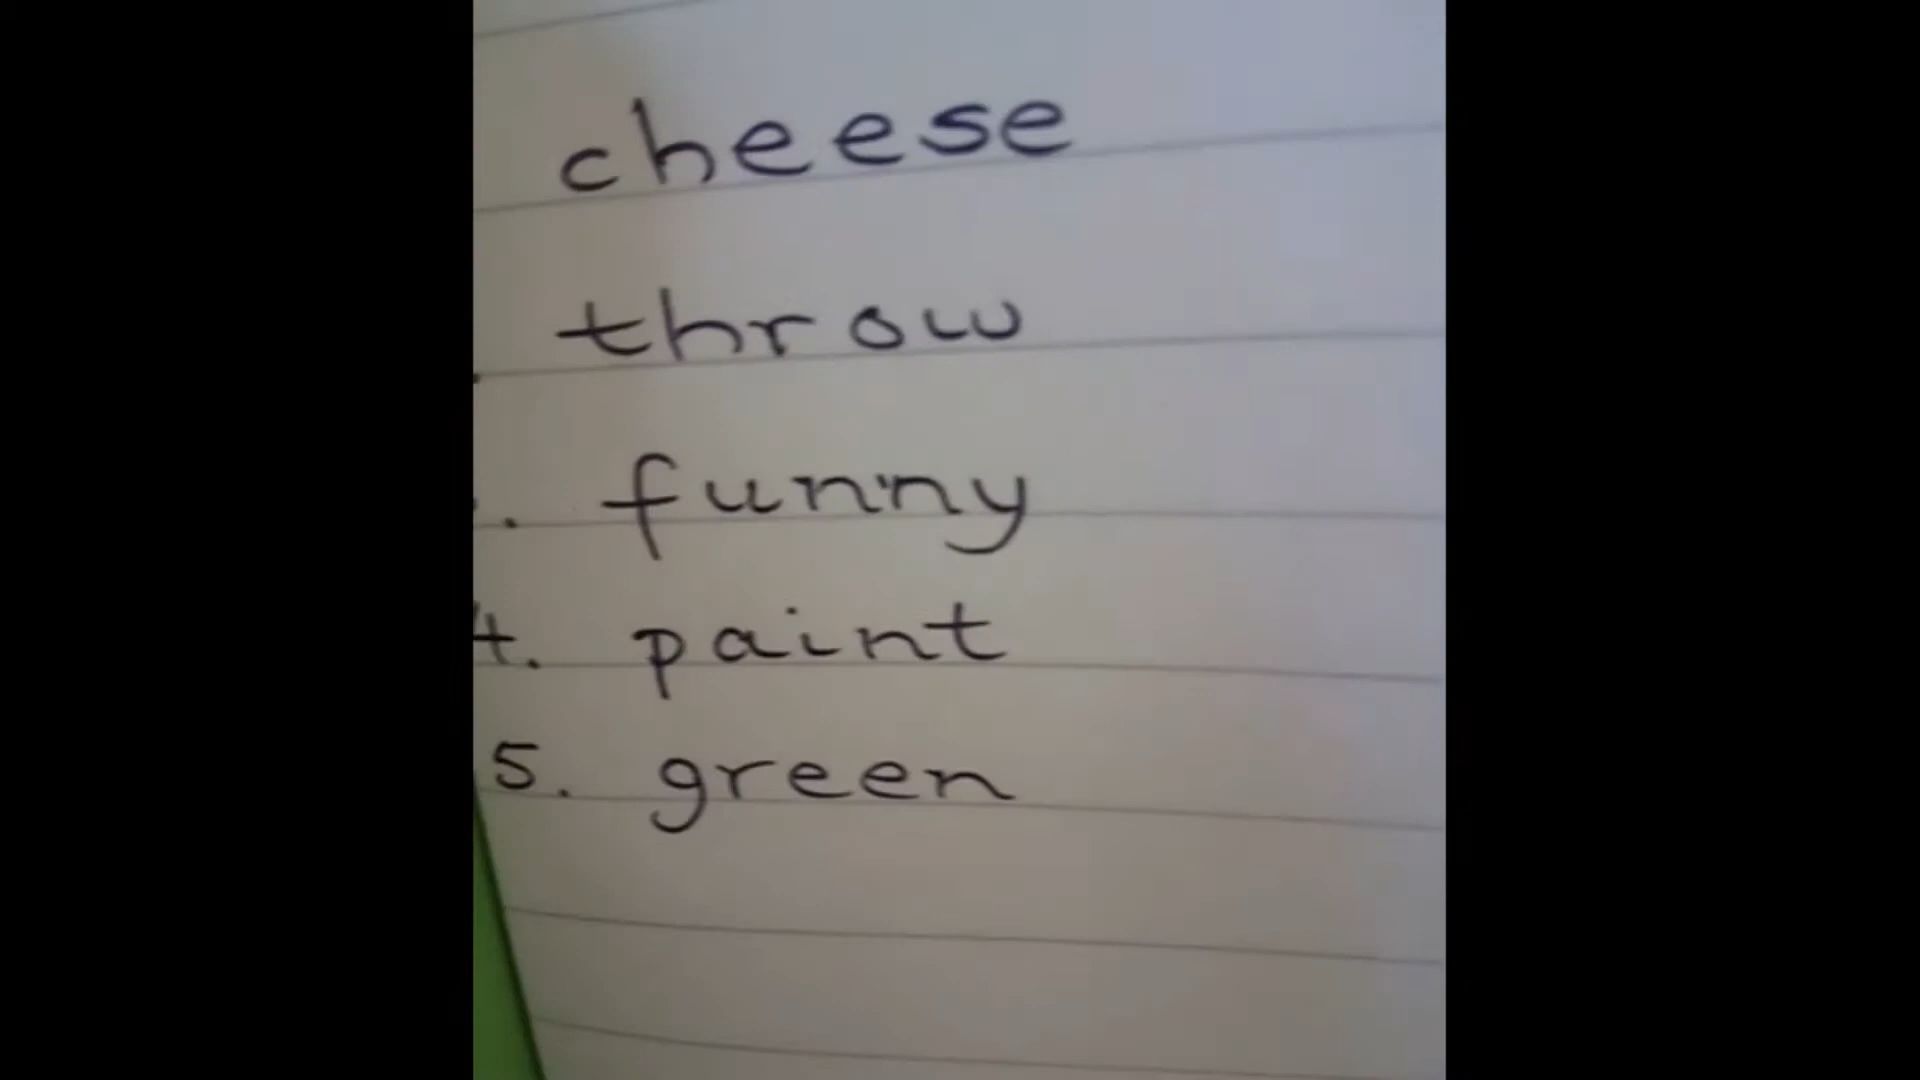 cheese
. throw
. funny
4. paint
5. green